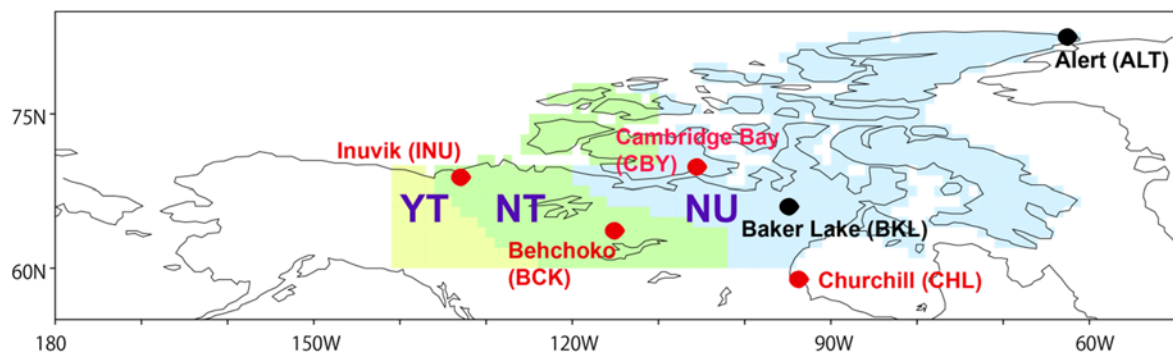 Alert (ALT)
75N
Inuvik (INU)
Cambridge Bay
(CBY)
YT
NT
NU
Baker Lake (BKL)
Behchoko
(BCK)
60N
Churchill (CHL)
180
150W
120W
90W
60W